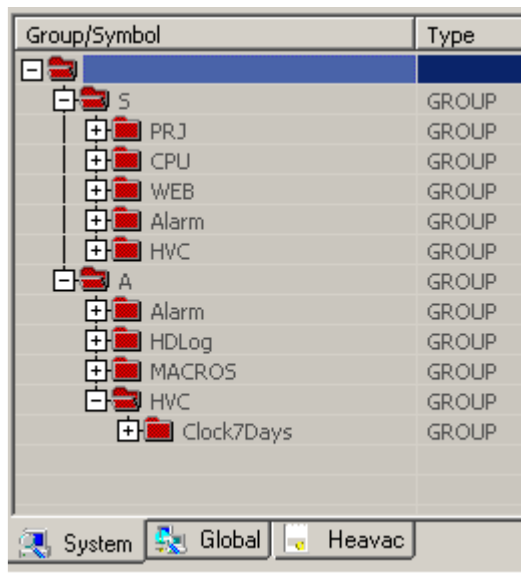 Group/Symbol Type
S GROUP
PRJ GROUP
CPU GROUP
WEB GROUP
Alarm GROUP
HVC GROUP
A GROUP
Alarm GROUP
HDLog GROUP
MACROS GROUP
HVC GROUP
Clock7Days GROUP
System Global Heavac